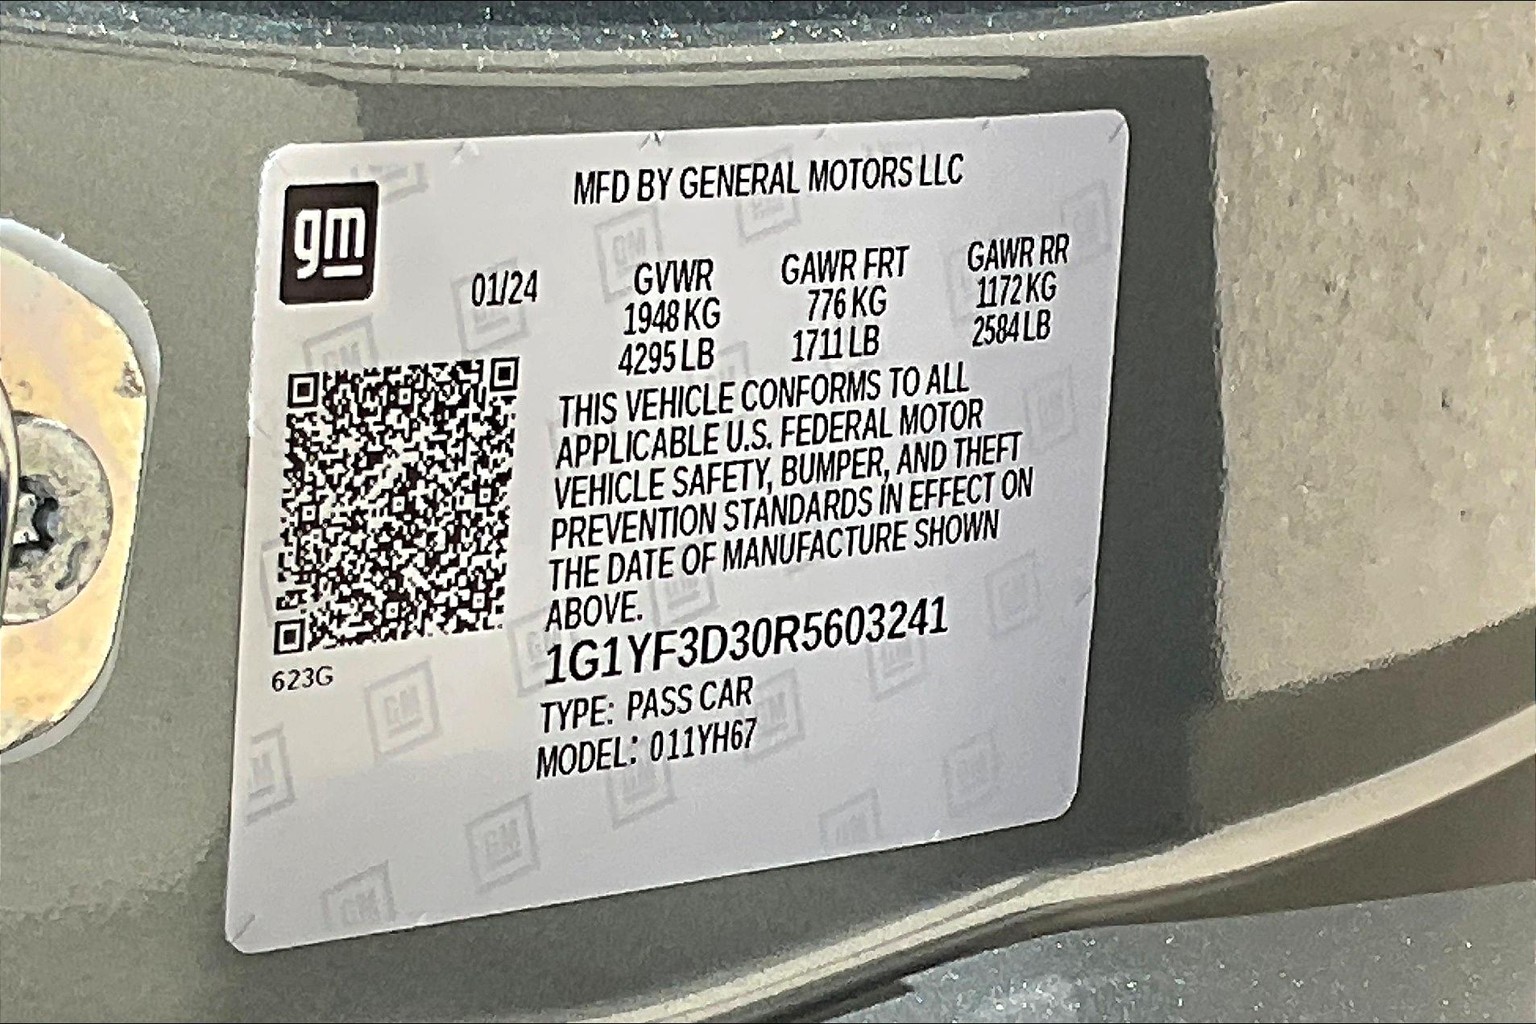 gm
MFD BY GENERAL MOTORS LLC
01/24 GVWR GAWR FRT GAWR RR
1948 KG 776 KG 1172 KG
4295 LB 1711 LB 2584 LB
THIS VEHICLE CONFORMS TO ALL
APPLICABLE U.S. FEDERAL MOTOR
VEHICLE SAFETY, BUMPER, AND THEFT
PREVENTION STANDARDS IN EFFECT ON
THE DATE OF MANUFACTURE SHOWN
ABOVE.
1G1YF3D30R5603241
TYPE: PASS CAR
MODEL: 011YH67
623G